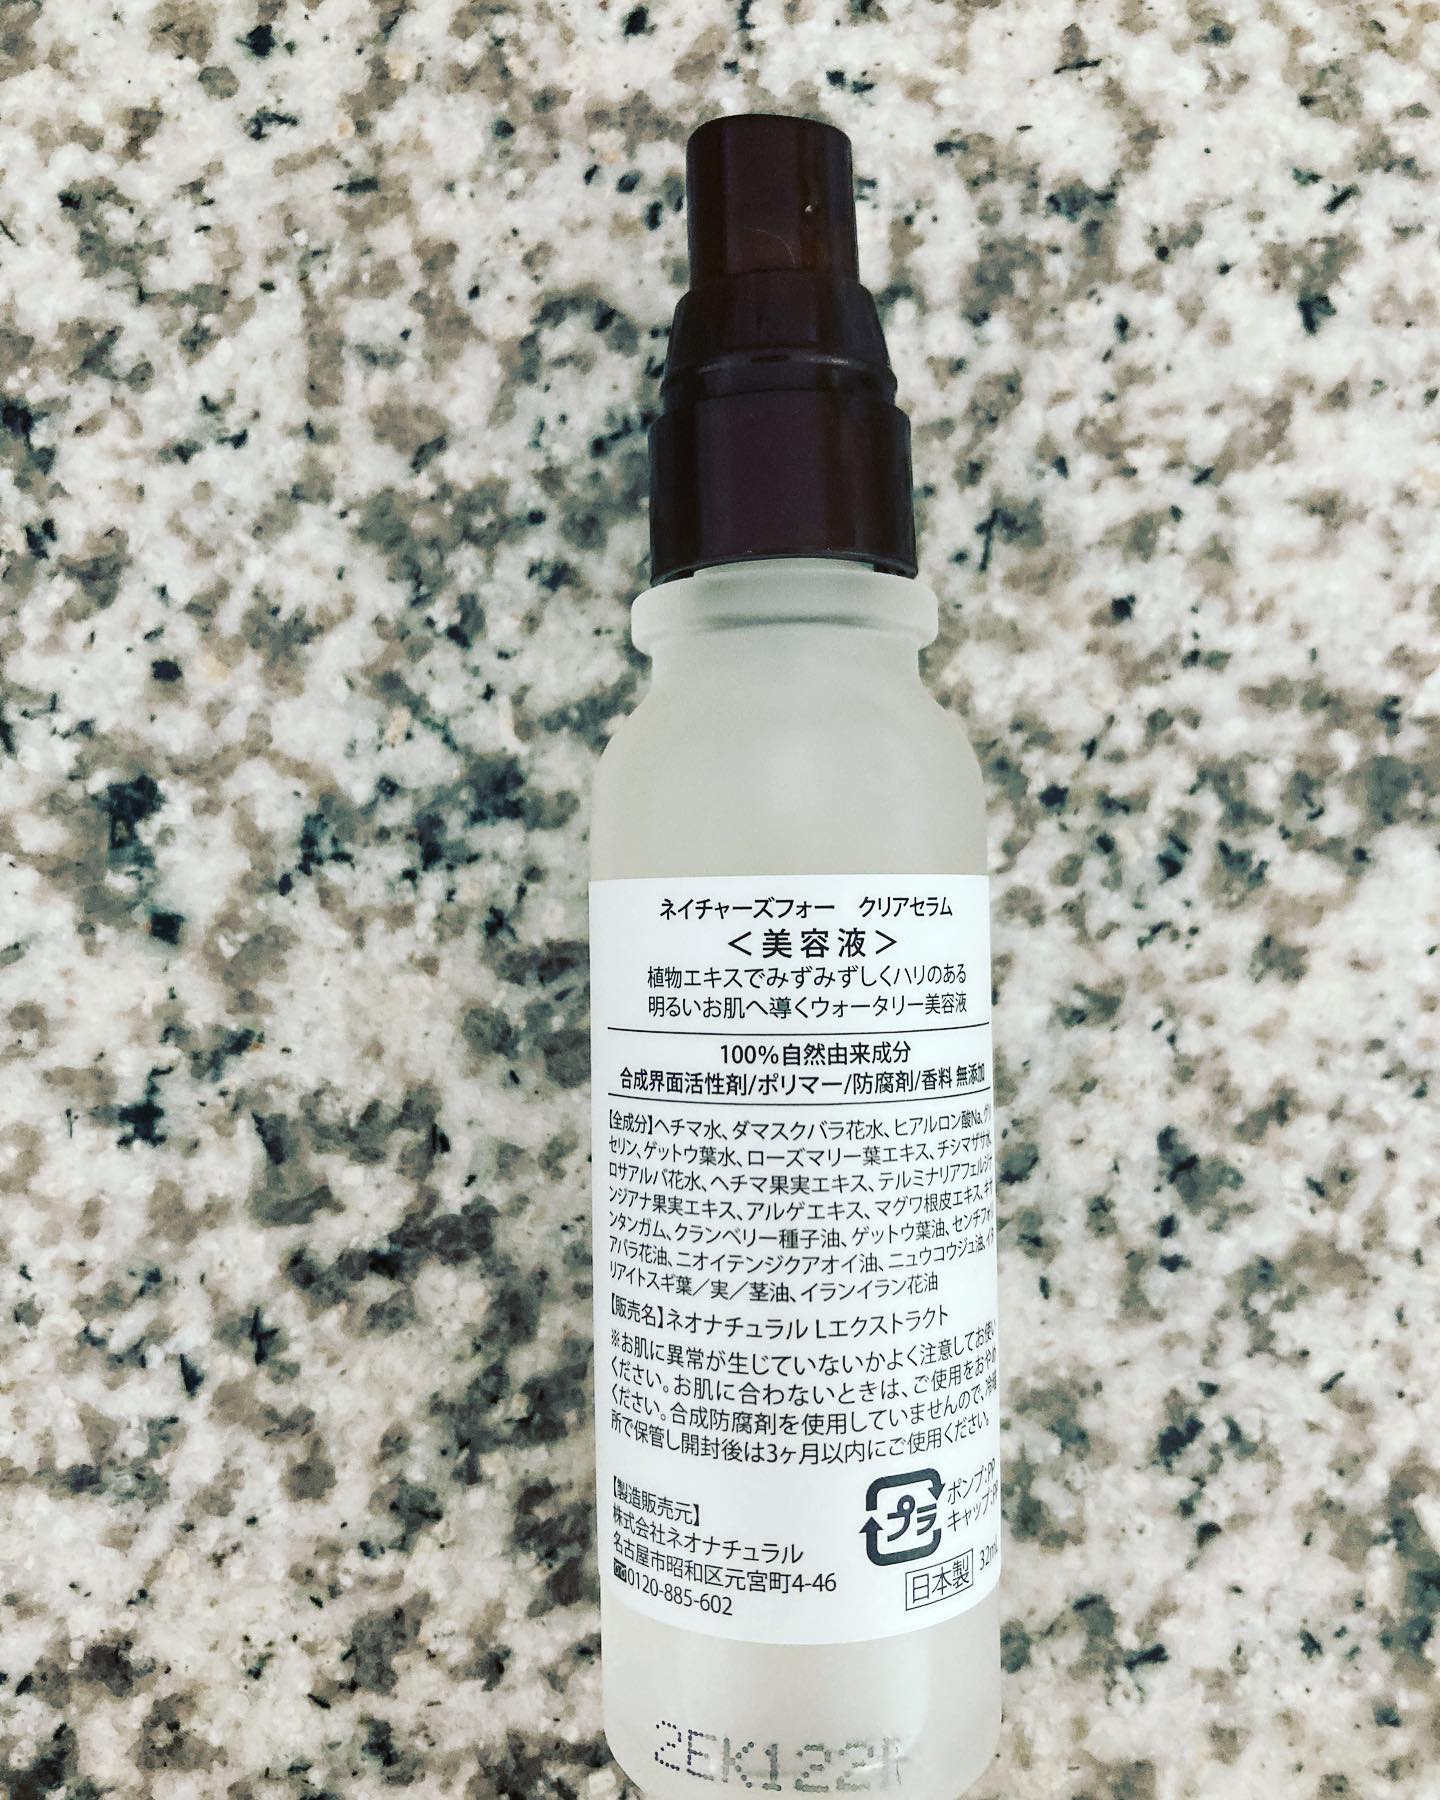 ネイチャーズフォー　クリアセラム
＜美容液＞
植物エキスでみずみずしくハリのある
明るいお肌へ導くウォータリー美容液
100%自然由来成分
合成界面活性剤/ポリマー/防腐剤/香料 無添加
【全成分】ヘチマ水、ダマスクバラ花水、ヒアルロン酸Na、グリ
セリン、ゲットウ葉水、ローズマリー葉エキス、チシマザサ水、
ロサアルバ花水、ヘチマ果実エキス、テルミナリアフェルジナ
ンジアナ果実エキス、アルゲエキス、マグワ根皮エキス、キサ
ンタンガム、クランベリー種子油、ゲットウ葉油、センチフォリ
アバラ花油、ニオイテンジクアオイ油、ニュウコウジュ油、イタ
リアイトスギ葉／実／茎油、イランイラン花油
【販売名】ネオナチュラル Lエクストラクト
※お肌に異常が生じていないかよく注意してお使い
ください。お肌に合わないときは、ご使用をおやめ
ください。合成防腐剤を使用していませんので、冷暗
所で保管し開封後は3ヶ月以内にご使用ください。
【製造販売元】
株式会社ネオナチュラル
名古屋市昭和区元宮町4-46
0120-885-602
プラ
ポンプ:PP
キャップ:PP
日本製
32mL